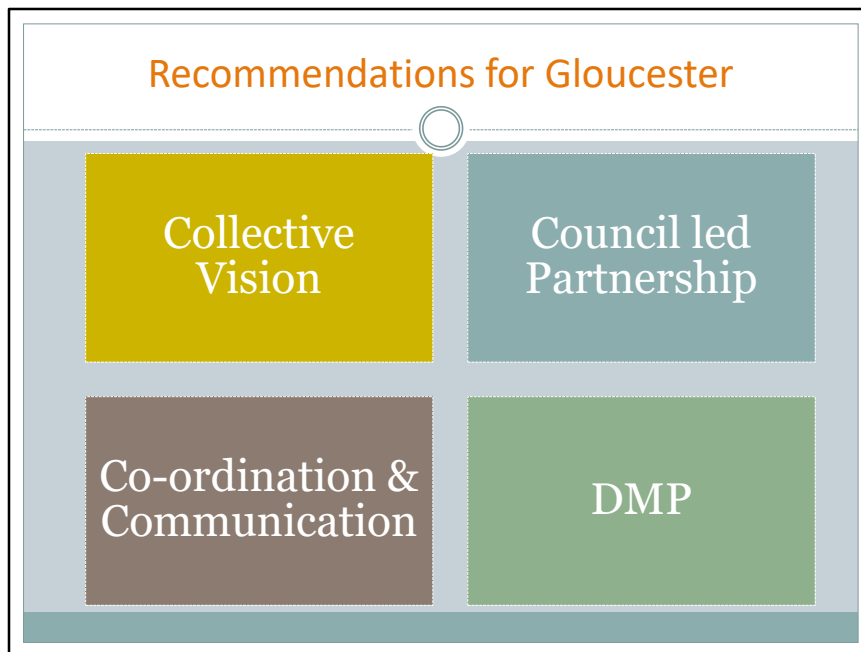 Recommendations for Gloucester
Collective
Vision
Council led
Partnership
Co-ordination &
Communication
DMP